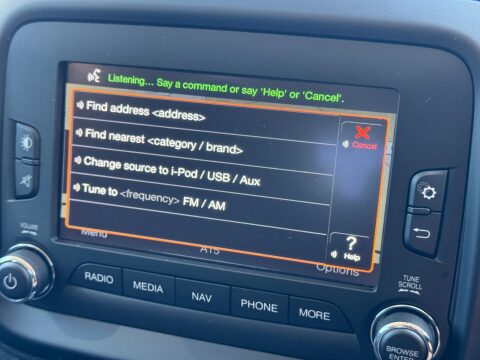 Listening... Say a command or say 'Help' or 'Cancel'.
Find address <address>
Find nearest <category / brand>
Cancel
Change source to i-Pod / USB / Aux
Tune to <frequency> FM / AM
?
Help
Menu
A15
Options
VOLUME
RADIO
MEDIA
NAV
PHONE
MORE
TUNE
SCROLL
BROWSE
ENTER